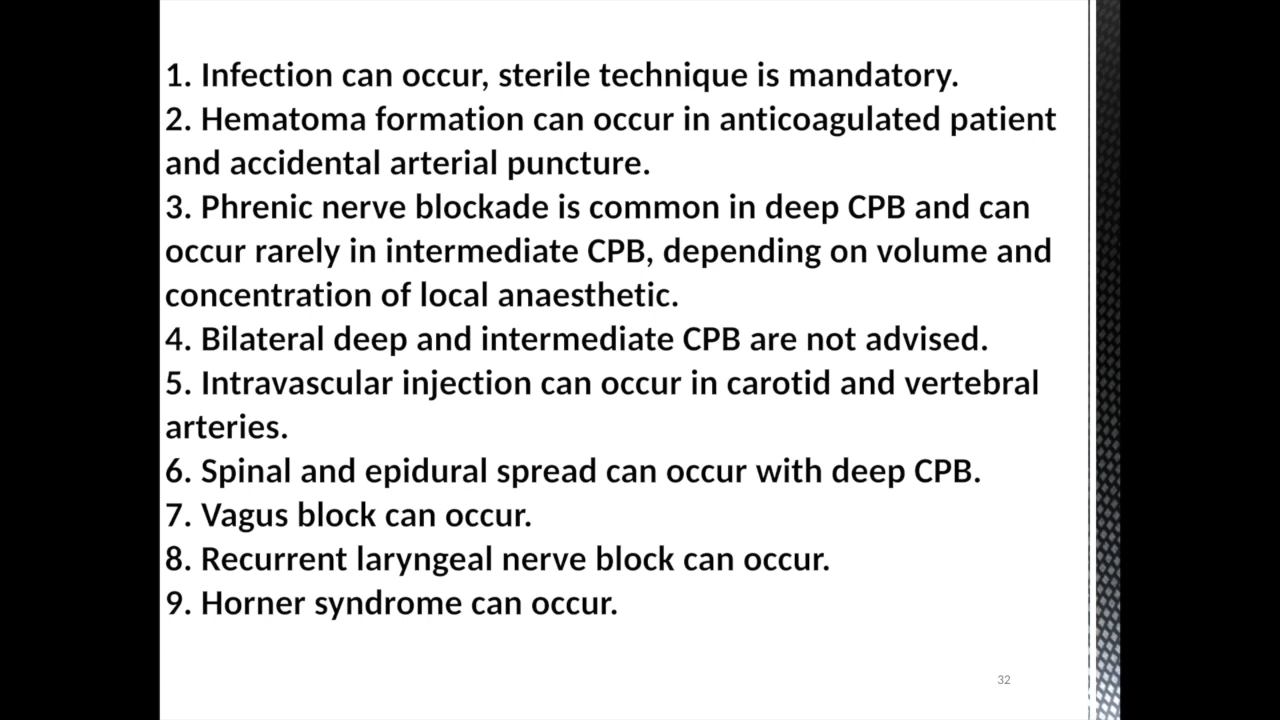 1. Infection can occur, sterile technique is mandatory.
2. Hematoma formation can occur in anticoagulated patient
and accidental arterial puncture.
3. Phrenic nerve blockade is common in deep CPB and can
occur rarely in intermediate CPB, depending on volume and
concentration of local anaesthetic.
4. Bilateral deep and intermediate CPB are not advised.
5. Intravascular injection can occur in carotid and vertebral
arteries.
6. Spinal and epidural spread can occur with deep CPB.
7. Vagus block can occur.
8. Recurrent laryngeal nerve block can occur.
9. Horner syndrome can occur.
32